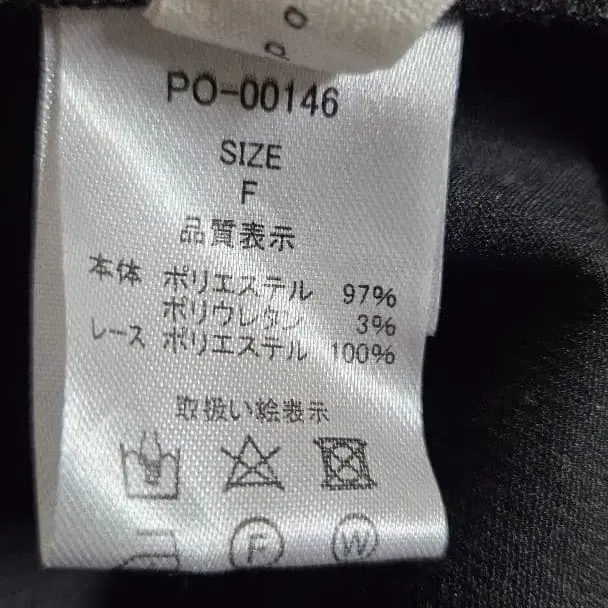 O
Q
PO-00146
SIZE
F
品質表示
本体 ポリエステル 97%
ポリウレタン 3%
レース ポリエステル 100%
取扱い絵表示
F W